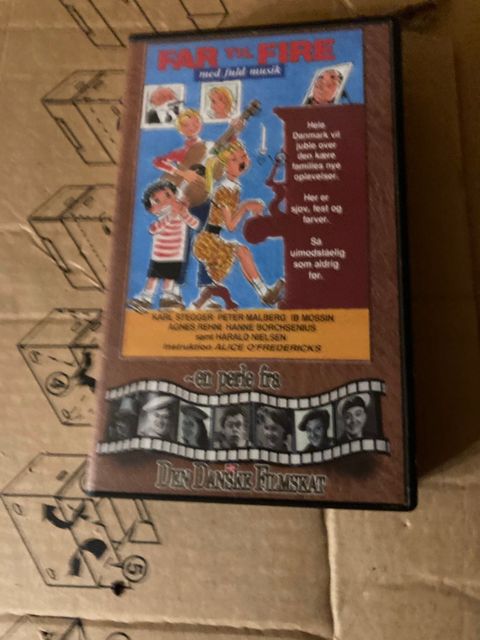 FAR TIL FIRE
med fuld musik
Hele
Danmark vil
juble over
den kære
families nye
oplevelser.
Her er
sjov, fest og
farver.
Så
uimodståelig
som aldrig
før.
KARL STEGGER PETER MALBERG IB MOSSIN
AGNES REHNI HANNE BORCHSENIUS
samt HARALD NIELSEN
Instruktion ALICE O'FREDERICKS
-en perle fra
DEN DANSKE FILMSKAT
5